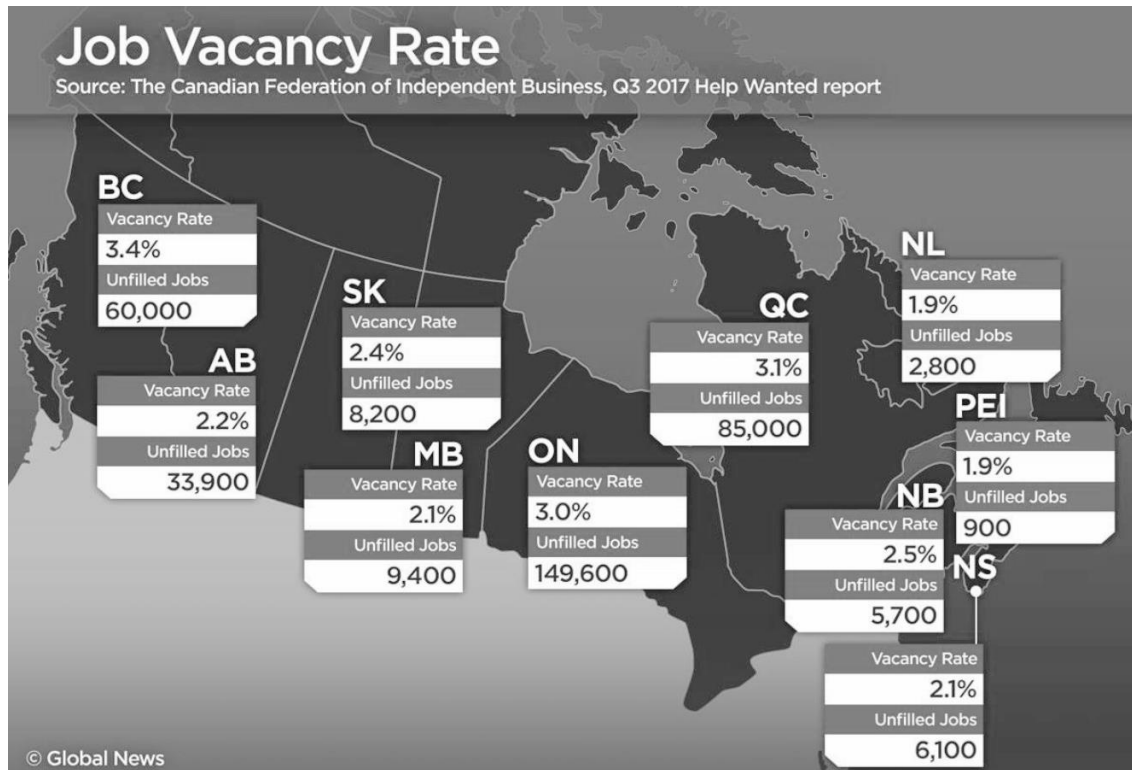 Job Vacancy Rate
Source: The Canadian Federation of Independent Business, Q3 2017 Help Wanted report
BC
Vacancy Rate
3.4%
Unfilled Jobs
60,000
AB
Vacancy Rate
2.2%
Unfilled Jobs
33,900
SK
Vacancy Rate
2.4%
Unfilled Jobs
8,200
MB
Vacancy Rate
2.1%
Unfilled Jobs
9,400
ON
Vacancy Rate
3.0%
Unfilled Jobs
149,600
QC
Vacancy Rate
3.1%
Unfilled Jobs
85,000
NL
Vacancy Rate
1.9%
Unfilled Jobs
2,800
PEI
Vacancy Rate
1.9%
Unfilled Jobs
900
NB
Vacancy Rate
2.5%
Unfilled Jobs
5,700
NS
Vacancy Rate
2.1%
Unfilled Jobs
6,100
© Global News